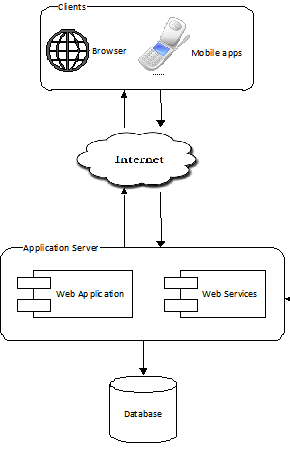 Clients
Browser
Mobile apps
......
Internet
Application Server
Web Application
Web Services
Database